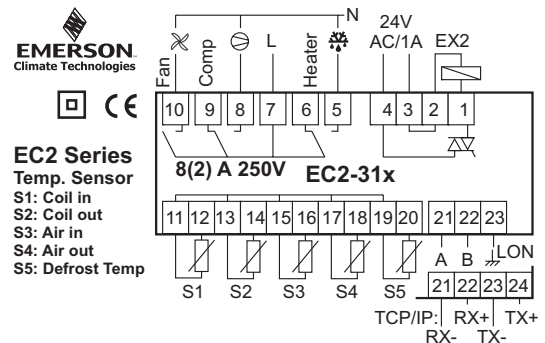 EMERSON
Climate Technologies
CE
EC2 Series
Temp. Sensor
S1: Coil in
S2: Coil out
S3: Air in
S4: Air out
S5: Defrost Temp
Fan
Comp
L
Heater
N
24V
AC/1A
EX2
10 9 8 7 6 5 4 3 2 1
8(2) A 250V
EC2-31x
11 12 13 14 15 16 17 18 19 20 21 22 23
S1 S2 S3 S4 S5
A B LON
21 22 23 24
TCP/IP: RX+ TX+
RX- TX-